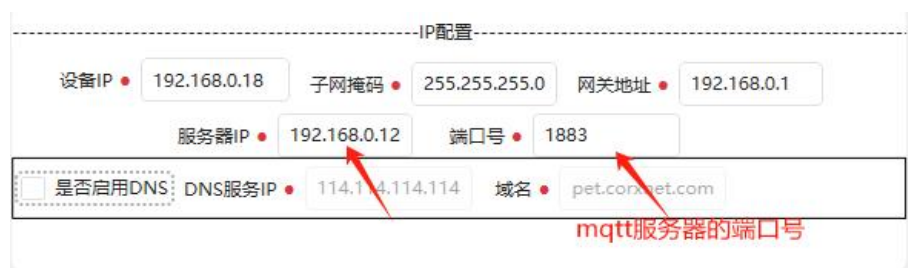 IP配置
设备IP 192.168.0.18 子网掩码 255.255.255.0 网关地址 192.168.0.1
服务器IP 192.168.0.12 端口号 1883
是否启用DNS DNS服务IP 114.114.114.114 域名 pet.corxnet.com
mqtt服务器的端口号